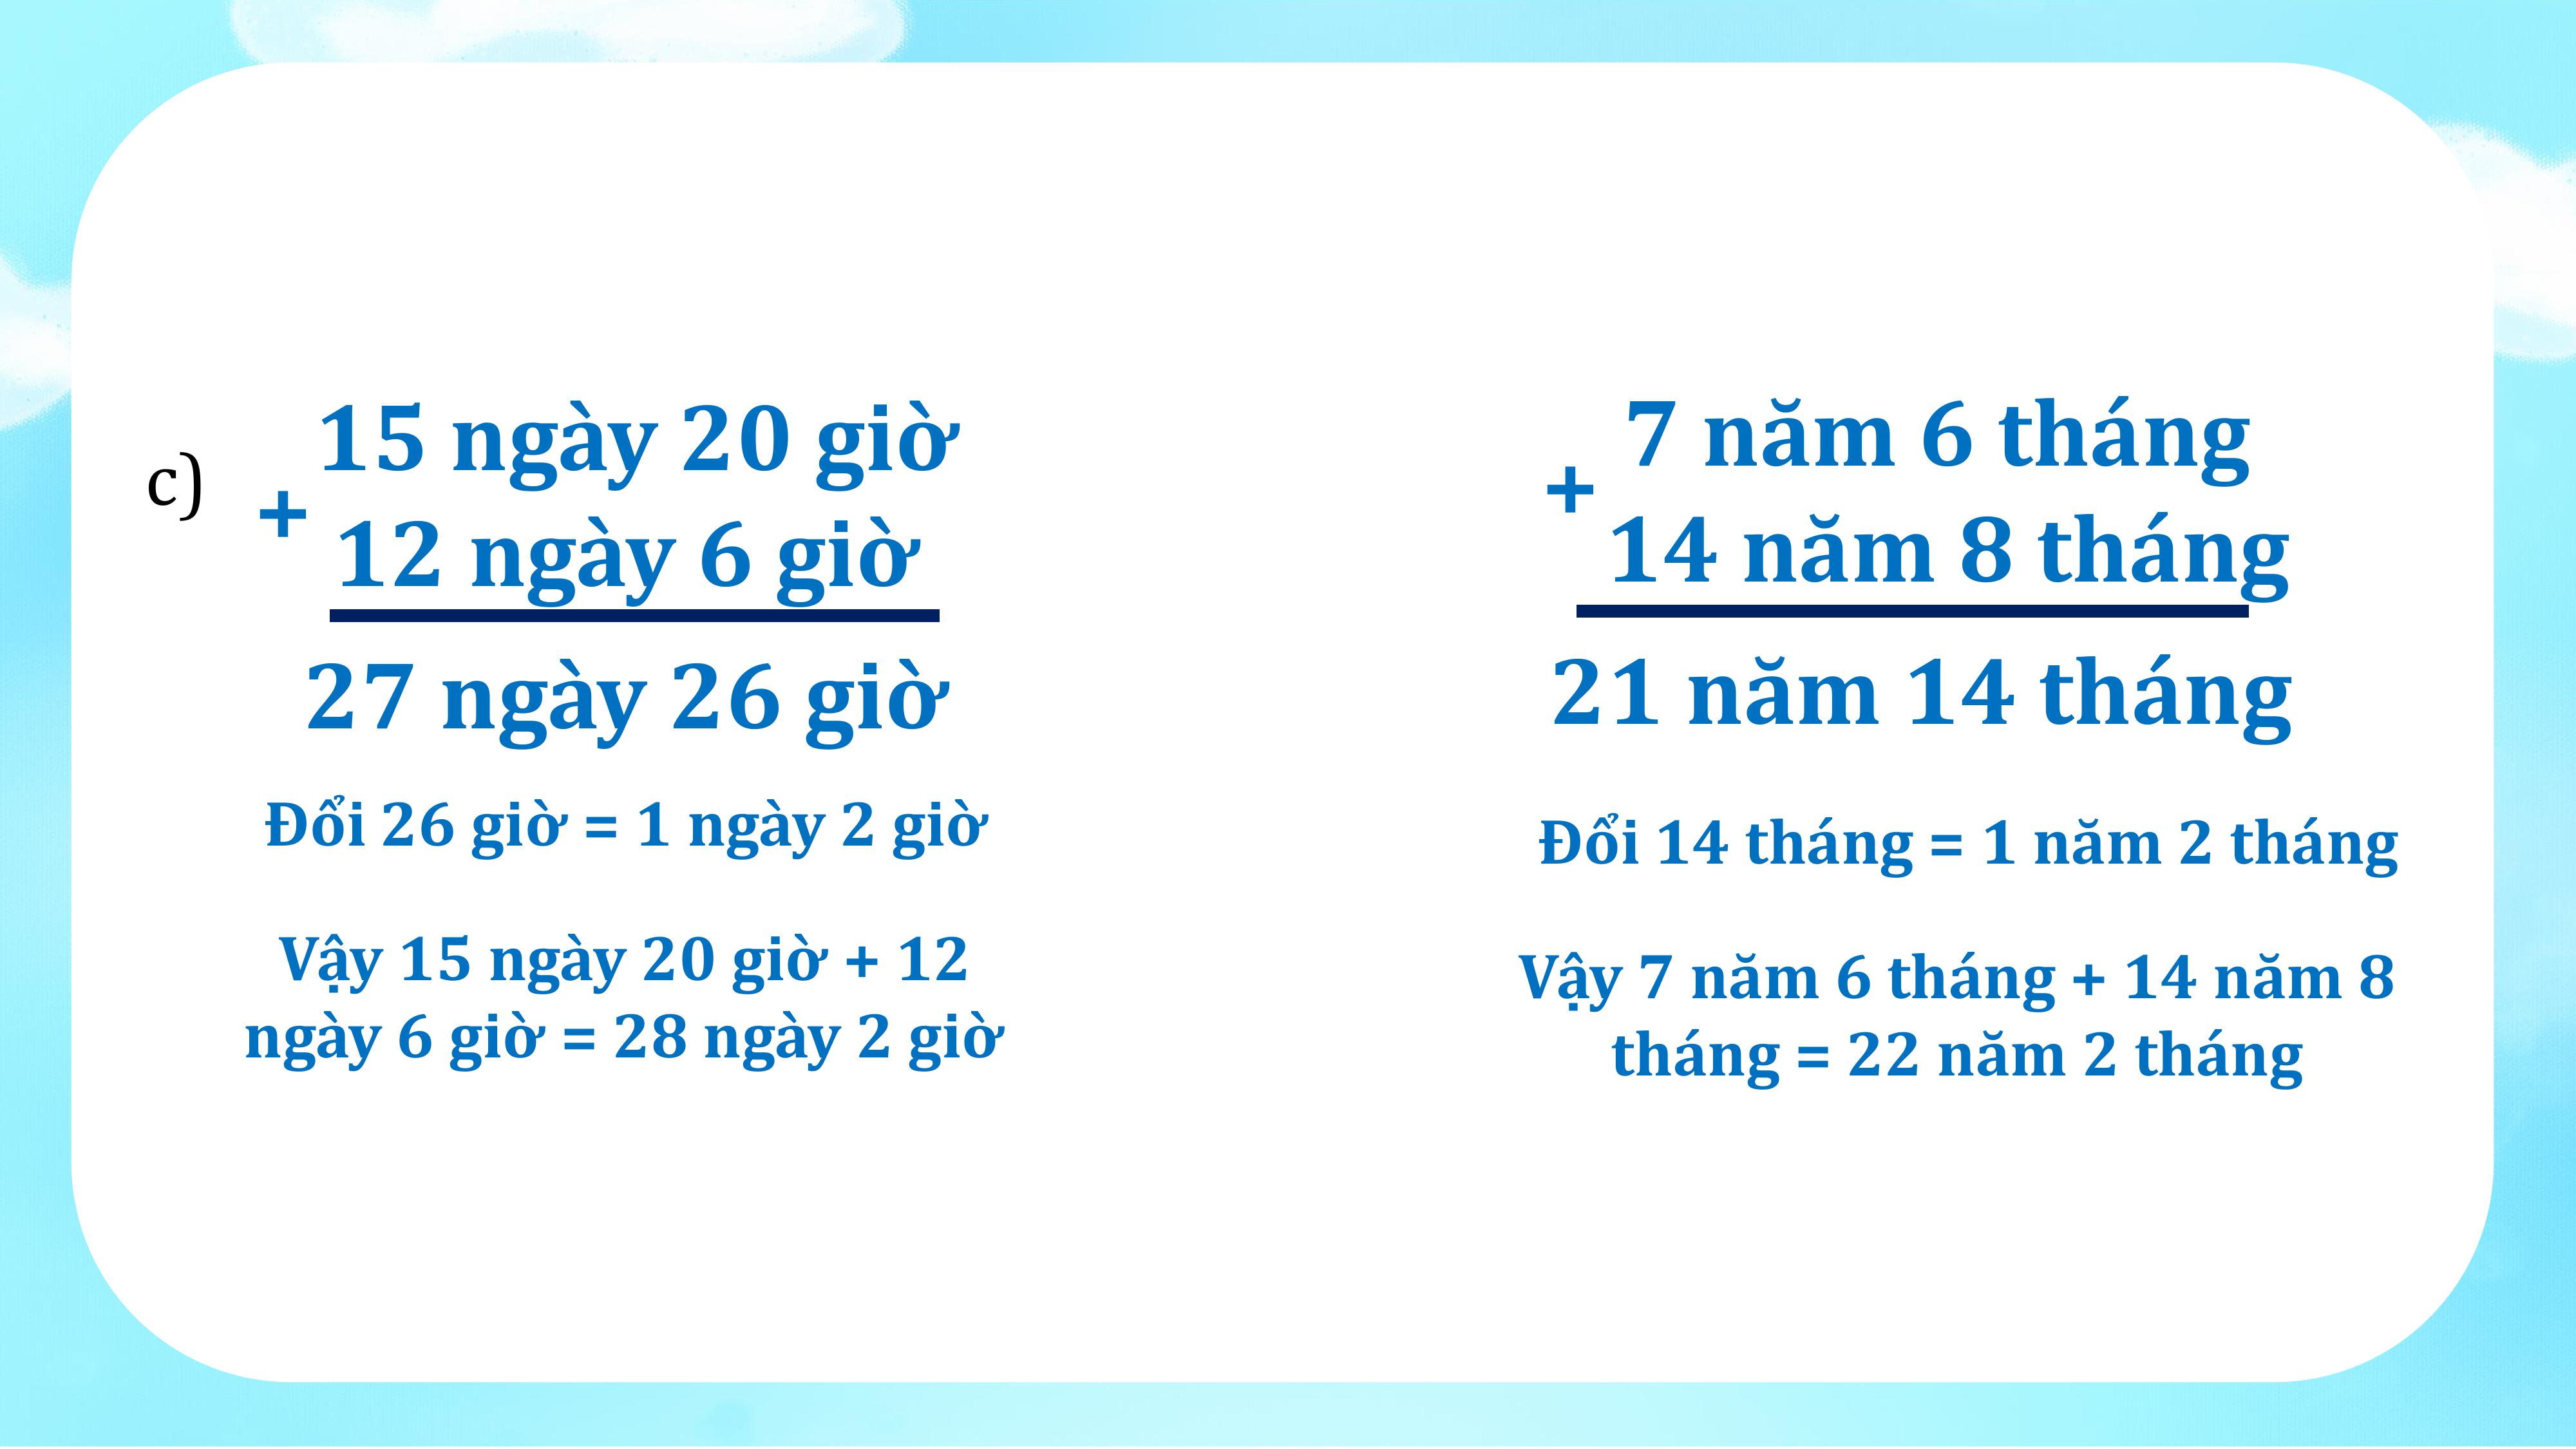 c)
15 ngày 20 giờ
+
12 ngày 6 giờ
27 ngày 26 giờ
Đổi 26 giờ = 1 ngày 2 giờ
Vậy 15 ngày 20 giờ + 12
ngày 6 giờ = 28 ngày 2 giờ
7 năm 6 tháng
+
14 năm 8 tháng
21 năm 14 tháng
Đổi 14 tháng = 1 năm 2 tháng
Vậy 7 năm 6 tháng + 14 năm 8
tháng = 22 năm 2 tháng